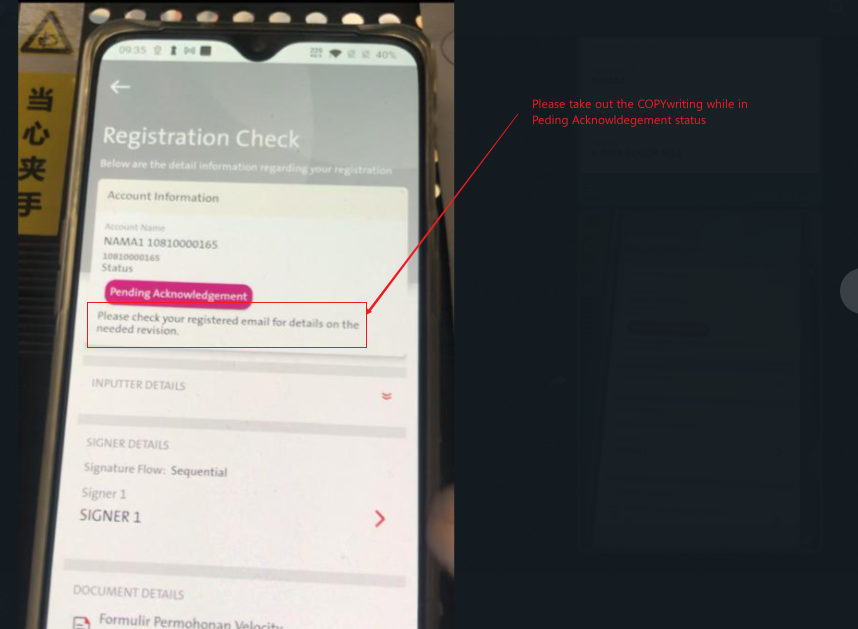 当
心
夹
手
09:35
40%
Registration Check
Below are the detail information regarding your registration
Account Information
Account Name
NAMA1 10810000165
10810000165
Status
Pending Acknowledgement
Please check your registered email for details on the
needed revision.
INPUTTER DETAILS
SIGNER DETAILS
Signature Flow: Sequential
Signer 1
SIGNER 1
DOCUMENT DETAILS
Formulir Permohonan Velocity
Please take out the COPYwriting while in
Peding Acknowldegement status